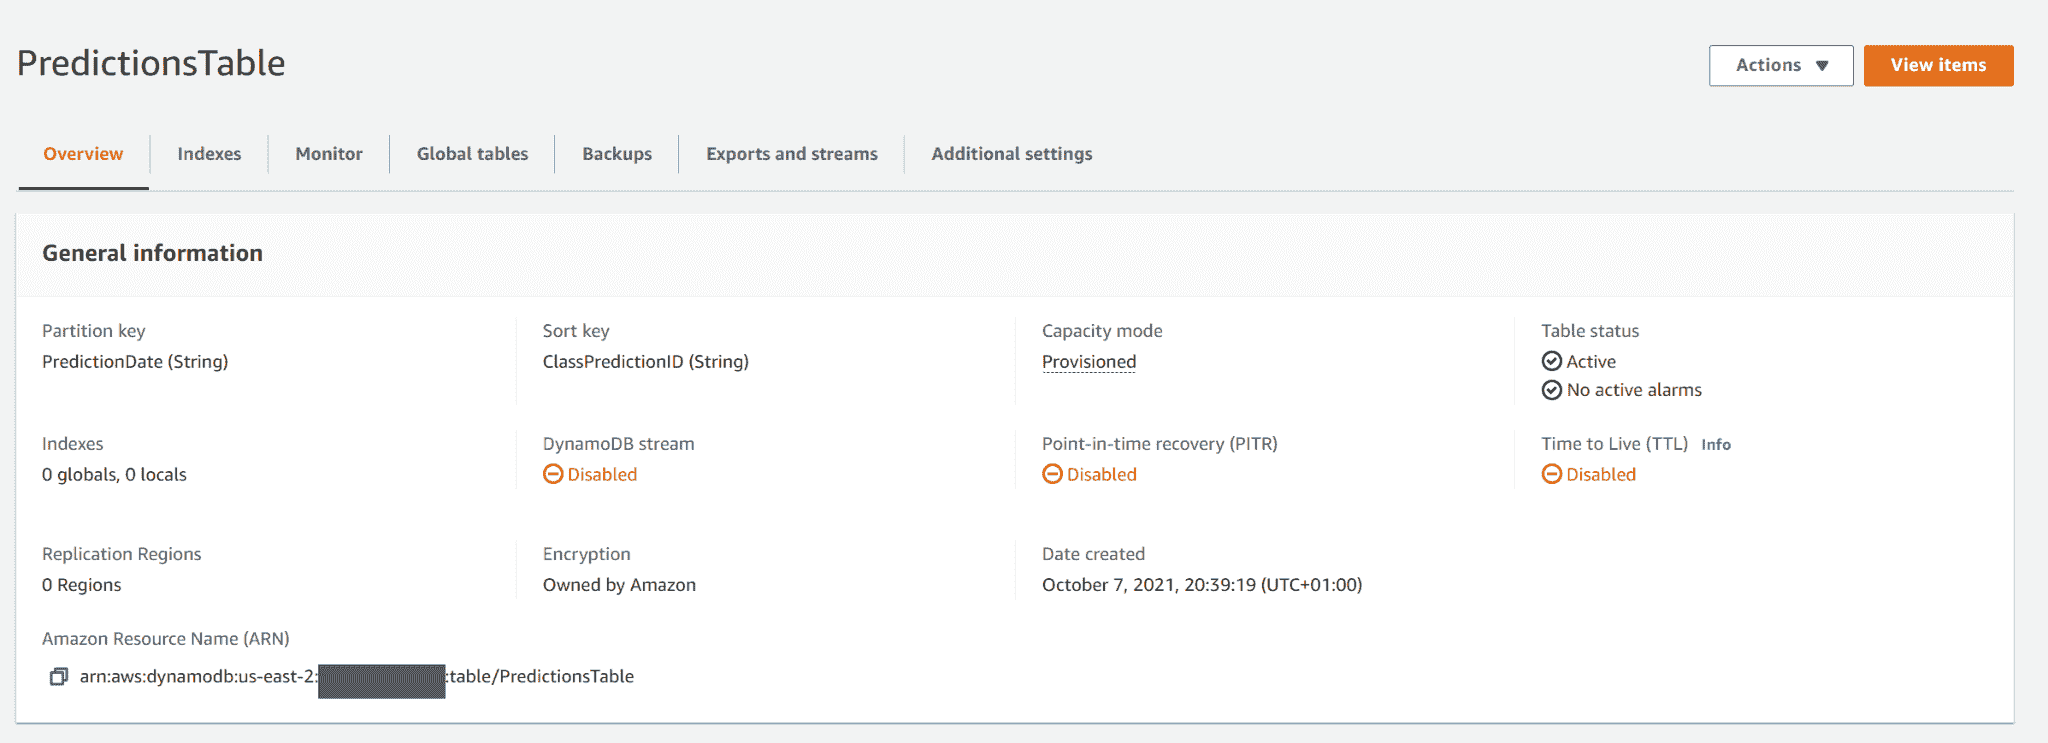 PredictionsTable
Actions ▼ View items
Overview Indexes Monitor Global tables Backups Exports and streams Additional settings
General information
Partition key Sort key Capacity mode Table status
PredictionDate (String) ClassPredictionID (String) Provisioned Active
No active alarms
Indexes DynamoDB stream Point-in-time recovery (PITR) Time to Live (TTL) Info
0 globals, 0 locals Disabled Disabled Disabled
Replication Regions Encryption Date created
0 Regions Owned by Amazon October 7, 2021, 20:39:19 (UTC+01:00)
Amazon Resource Name (ARN)
arn:aws:dynamodb:us-east-2: :table/PredictionsTable